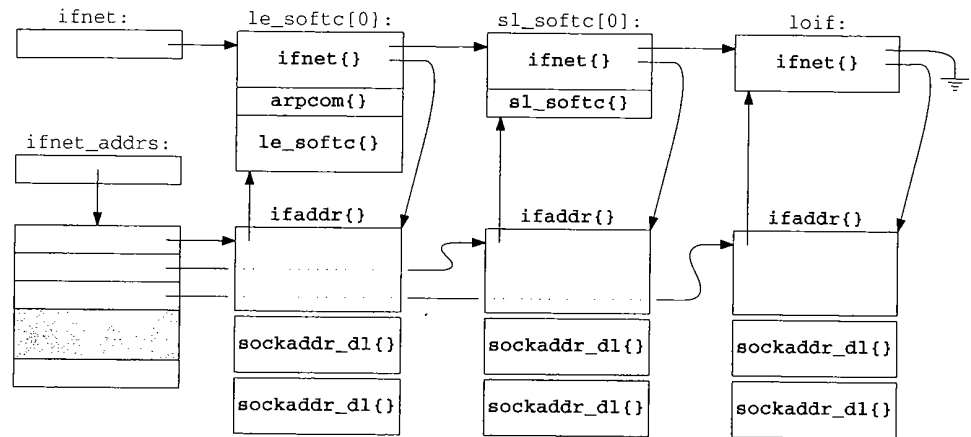 ifnet:
le_softc[0]:
sl_softc[0]:
loif:
ifnet{}
ifnet{}
ifnet{}
arpcom{}
sl_softc{}
le_softc{}
ifnet_addrs:
ifaddr{}
ifaddr{}
ifaddr{}
sockaddr_dl{}
sockaddr_dl{}
sockaddr_dl{}
sockaddr_dl{}
sockaddr_dl{}
sockaddr_dl{}